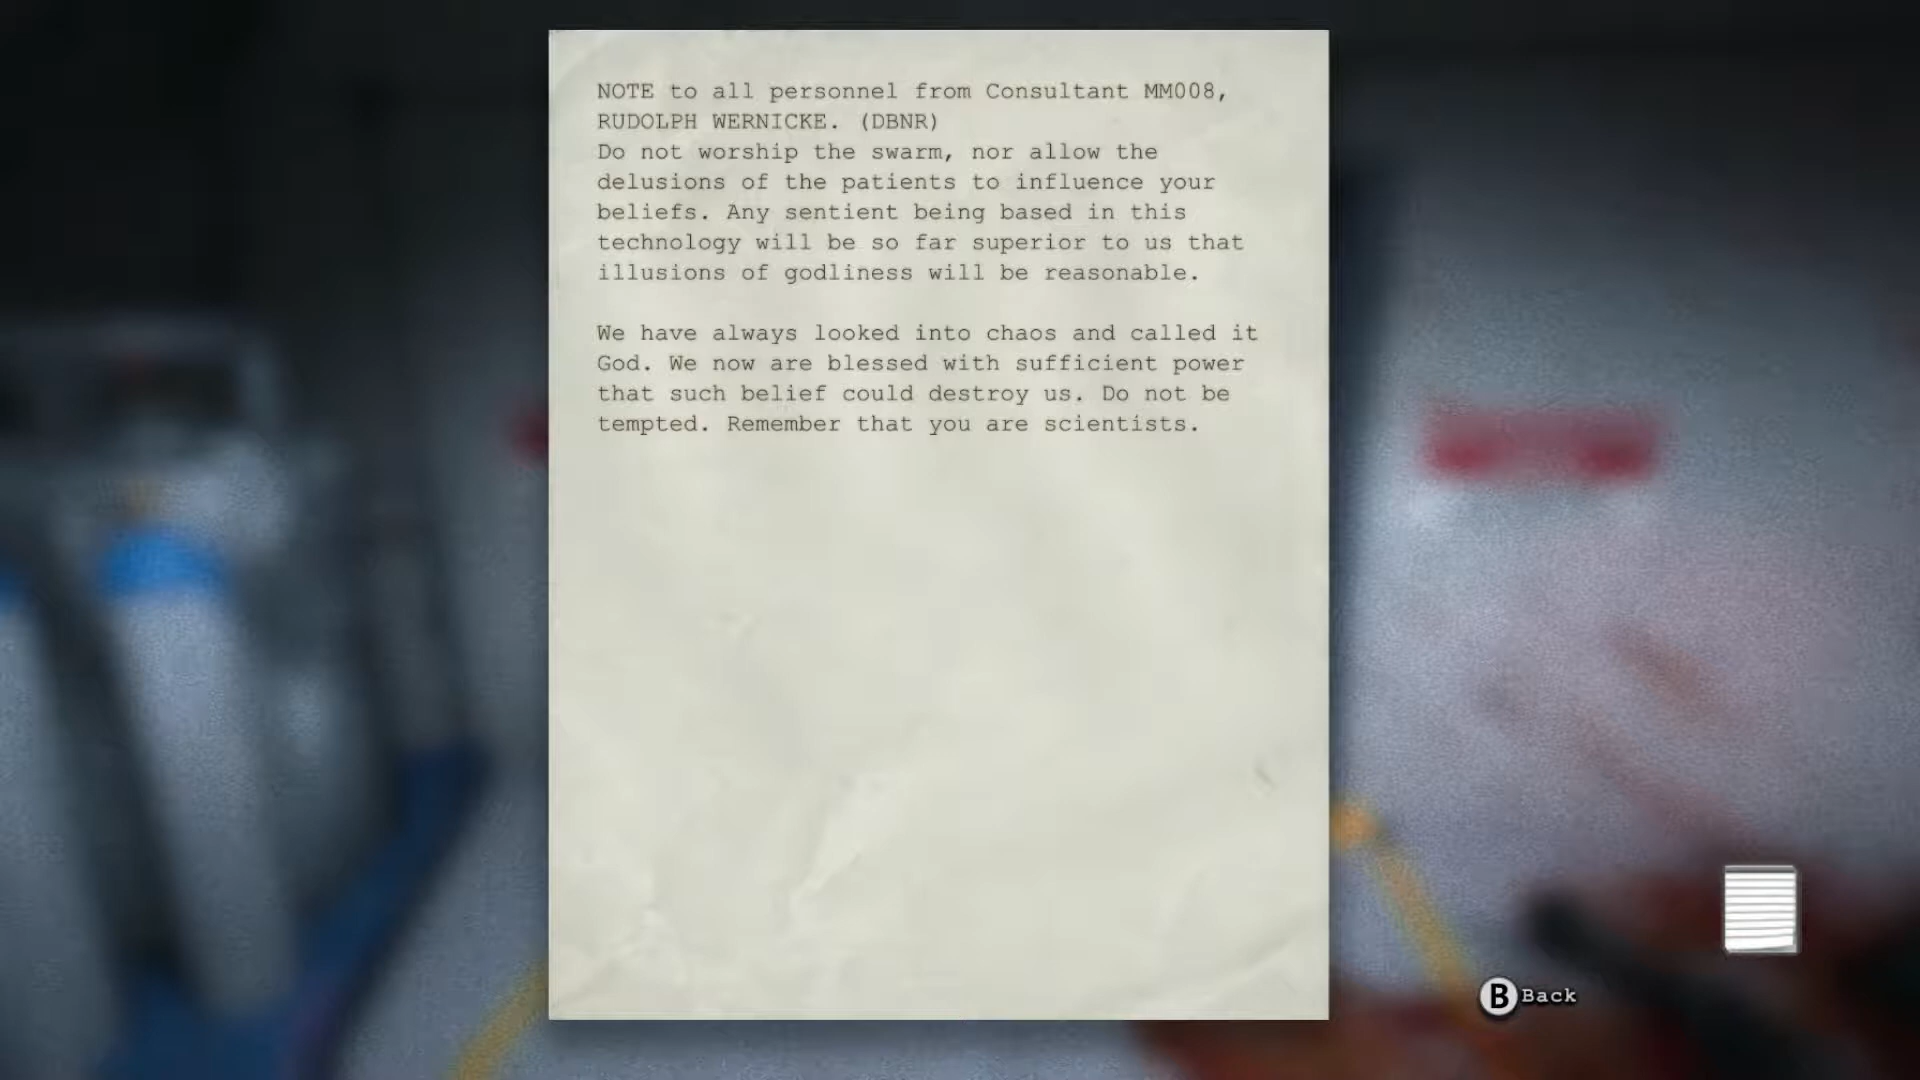 NOTE to all personnel from Consultant MM008,
RUDOLPH WERNICKE. (DBNR)
Do not worship the swarm, nor allow the
delusions of the patients to influence your
beliefs. Any sentient being based in this
technology will be so far superior to us that
illusions of godliness will be reasonable.
We have always looked into chaos and called it
God. We now are blessed with sufficient power
that such belief could destroy us. Do not be
tempted. Remember that you are scientists.
B Back